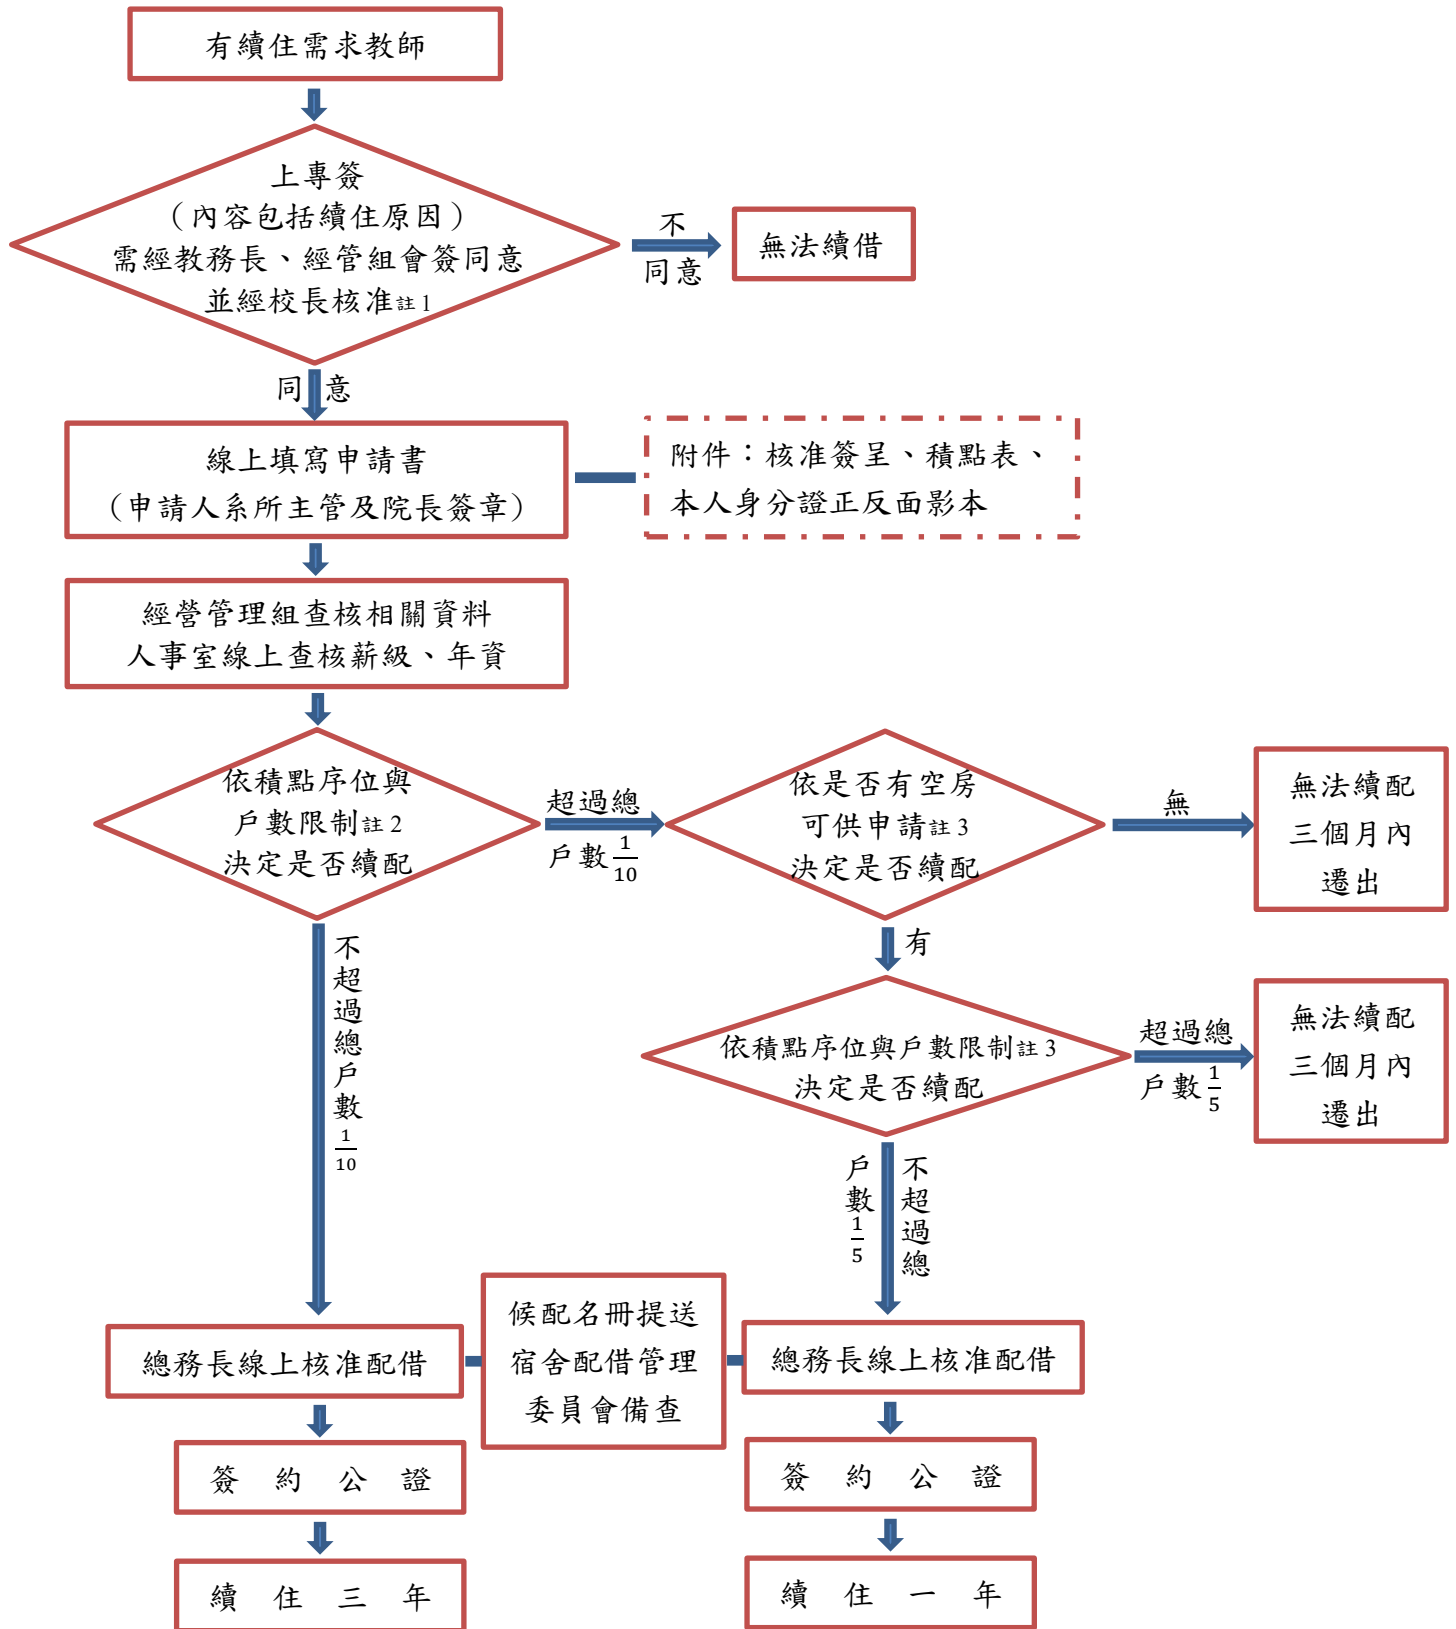 有續住需求教師
上專簽
（內容包括續住原因）
需經教務長、經管組會簽同意
並經校長核准註1
不
同意
無法續借
同意
線上填寫申請書
（申請人系所主管及院長簽章）
附件：核准簽呈、積點表、
本人身分證正反面影本
經營管理組查核相關資料
人事室線上查核薪級、年資
依積點序位與
戶數限制註2
決定是否續配
超過總
戶數1/10
依是否有空房
可供申請註3
決定是否續配
無
無法續配
三個月內
遷出
有
不超過總戶數1/10
依積點序位與戶數限制註3
決定是否續配
超過總
戶數1/5
無法續配
三個月內
遷出
不超過總
戶數1/5
總務長線上核准配借
候配名冊提送
宿舍配借管理
委員會備查
總務長線上核准配借
簽約公證
簽約公證
續住三年
續住一年